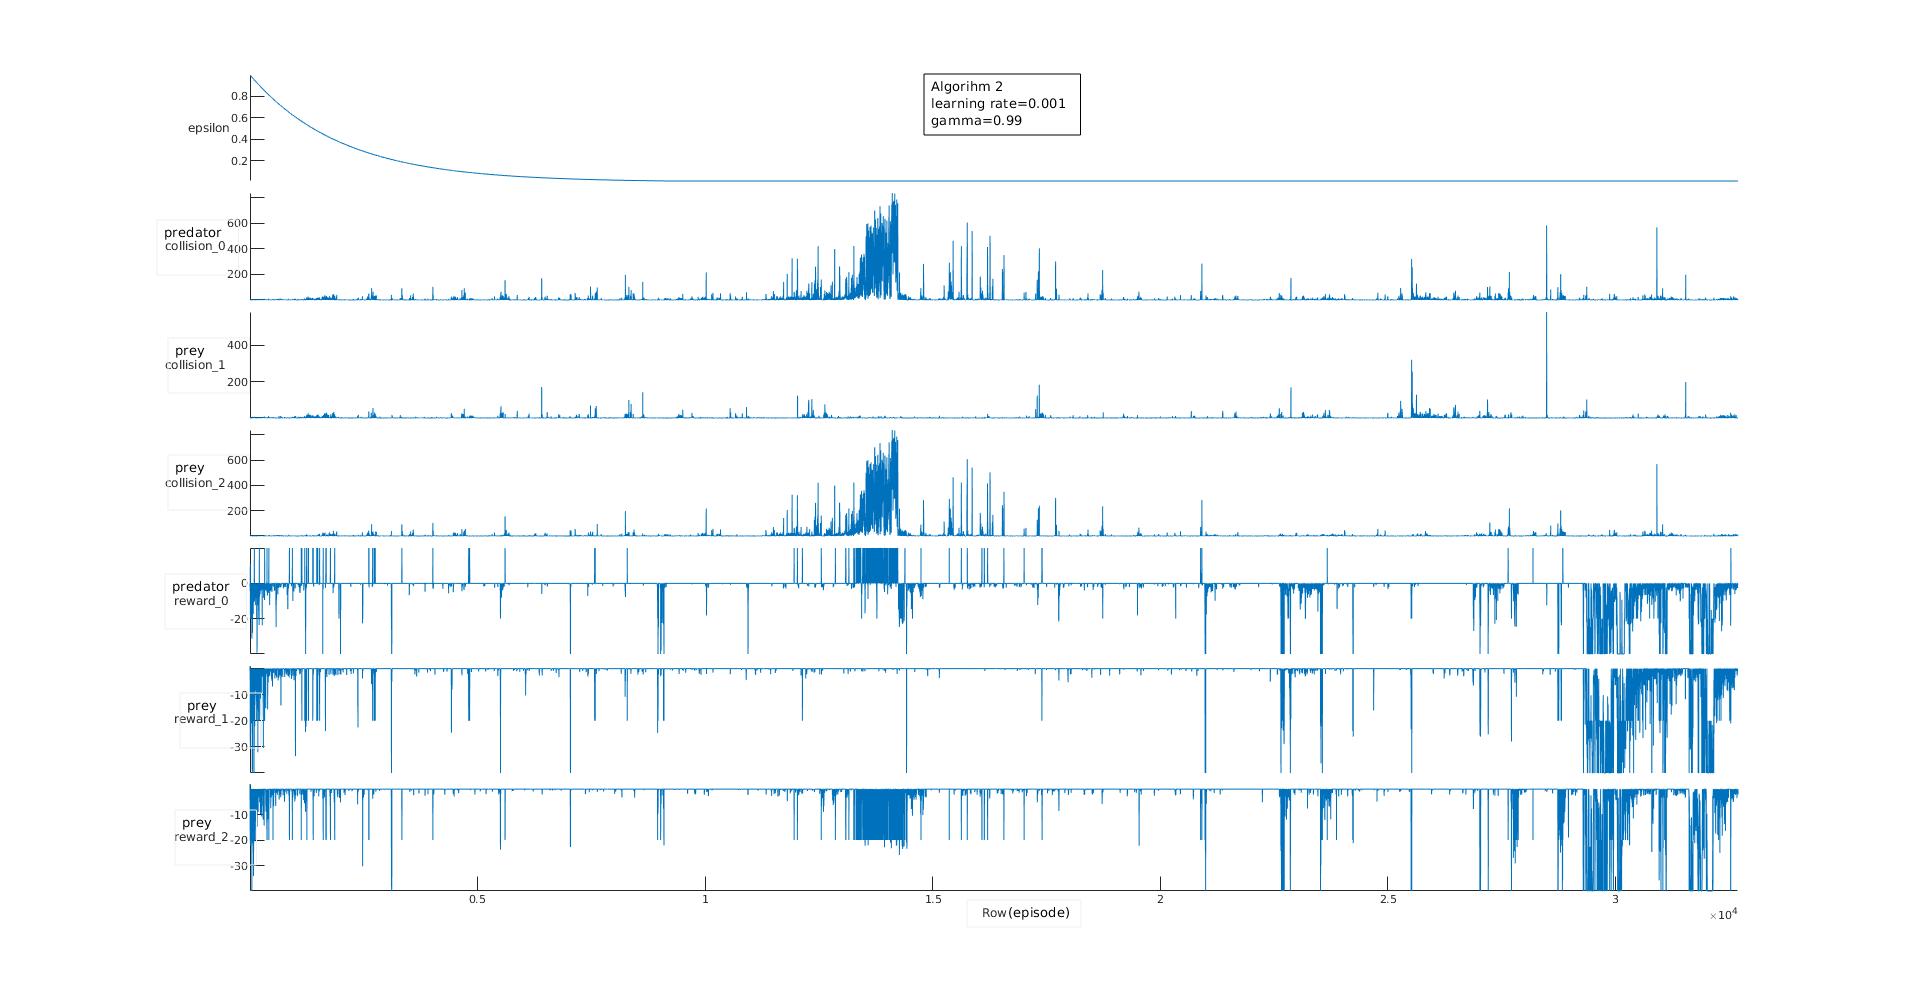 Algorihm 2
learning rate=0.001
gamma=0.99
epsilon
0.8
0.6
0.4
0.2
predator
collision_0
600
400
200
prey
collision_1
400
200
prey
collision_2
600
400
200
predator
reward_0
0
-20
prey
reward_1
-10
-20
-30
prey
reward_2
-10
-20
-30
0.5 1 1.5 2 2.5 3
×10⁴
Row(episode)